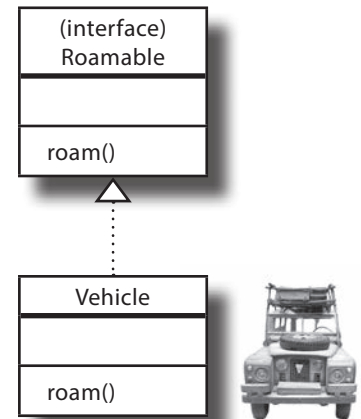 (interface)
Roamable
roam()
Vehicle
roam()